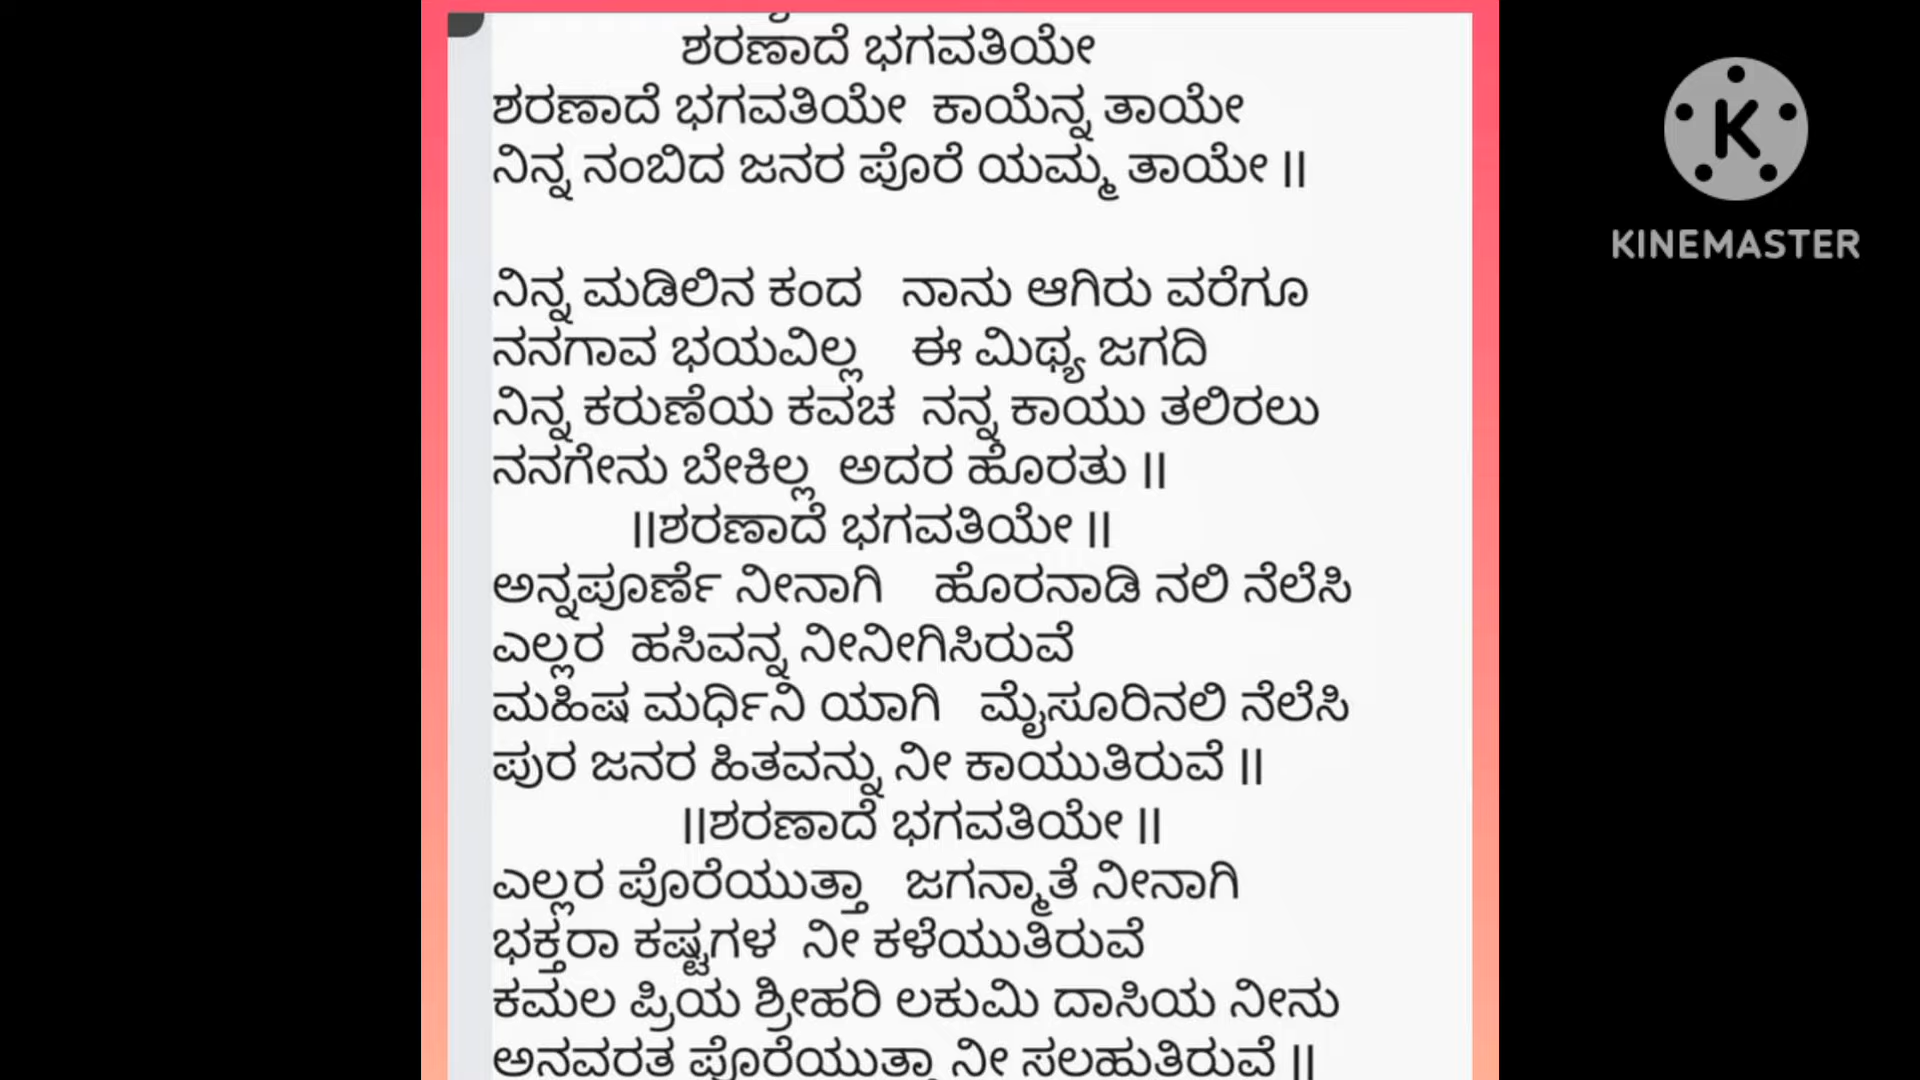 ಶರಣಾದೆ ಭಗವತಿಯೇ
ಶರಣಾದೆ ಭಗವತಿಯೇ ಕಾಯೆನ್ನ ತಾಯೇ
ನಿನ್ನ ನಂಬಿದ ಜನರ ಪೊರೆ ಯಮ್ಮ ತಾಯೇ ||
ನಿನ್ನ ಮಡಿಲಿನ ಕಂದ ನಾನು ಆಗಿರು ವರೆಗೂ
ನನಗಾವ ಭಯವಿಲ್ಲ ಈ ಮಿಥ್ಯ ಜಗದಿ
ನಿನ್ನ ಕರುಣೆಯ ಕವಚ ನನ್ನ ಕಾಯು ತಲಿರಲು
ನನಗೇನು ಬೇಕಿಲ್ಲ ಅದರ ಹೊರತು ||
||ಶರಣಾದೆ ಭಗವತಿಯೇ ||
ಅನ್ನಪೂರ್ಣೆ ನೀನಾಗಿ ಹೊರನಾಡಿ ನಲಿ ನೆಲೆಸಿ
ಎಲ್ಲರ ಹಸಿವನ್ನ ನೀನೀಗಿಸಿರುವೆ
ಮಹಿಷ ಮರ್ಧಿನಿ ಯಾಗಿ ಮೈಸೂರಿನಲಿ ನೆಲೆಸಿ
ಪುರ ಜನರ ಹಿತವನ್ನು ನೀ ಕಾಯುತಿರುವೆ ||
||ಶರಣಾದೆ ಭಗವತಿಯೇ ||
ಎಲ್ಲರ ಪೊರೆಯುತ್ತಾ ಜಗನ್ಮಾತೆ ನೀನಾಗಿ
ಭಕ್ತರಾ ಕಷ್ಟಗಳ ನೀ ಕಳೆಯುತಿರುವೆ
ಕಮಲ ಪ್ರಿಯ ಶ್ರೀಹರಿ ಲಕುಮಿ ದಾಸಿಯ ನೀನು
ಅನವರತ ಪೊರೆಯುತ್ತಾ ನೀ ಸಲಹುತಿರುವೆ ||
KINEMASTER